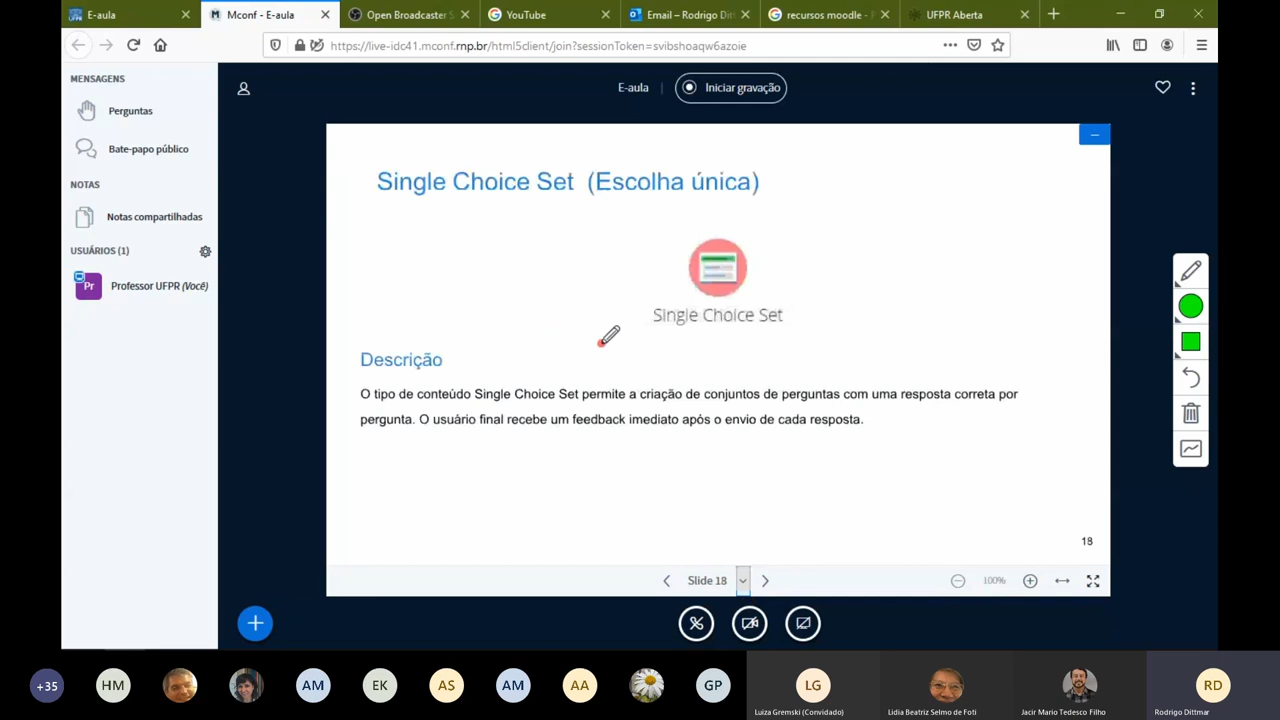 E-aula
Mconf - E-aula
Open Broadcaster S
YouTube
Email – Rodrigo Ditt
recursos moodle - P
UFPR Aberta
https://live-idc41.mconf.rnp.br/html5client/join?sessionToken=svibshoaqw6azoie
MENSAGENS
Perguntas
Bate-papo público
NOTAS
Notas compartilhadas
USUÁRIOS (1)
Pr
Professor UFPR (Você)
E-aula
Iniciar gravação
Single Choice Set (Escolha única)
Single Choice Set
Descrição
O tipo de conteúdo Single Choice Set permite a criação de conjuntos de perguntas com uma resposta correta por
pergunta. O usuário final recebe um feedback imediato após o envio de cada resposta.
18
Slide 18
100%
+35
HM
AM
EK
AS
AM
AA
GP
LG
RD
Luiza Gremski (Convidado)
Lidia Beatriz Selmo de Foti
Jacir Mario Tedesco Filho
Rodrigo Dittmar